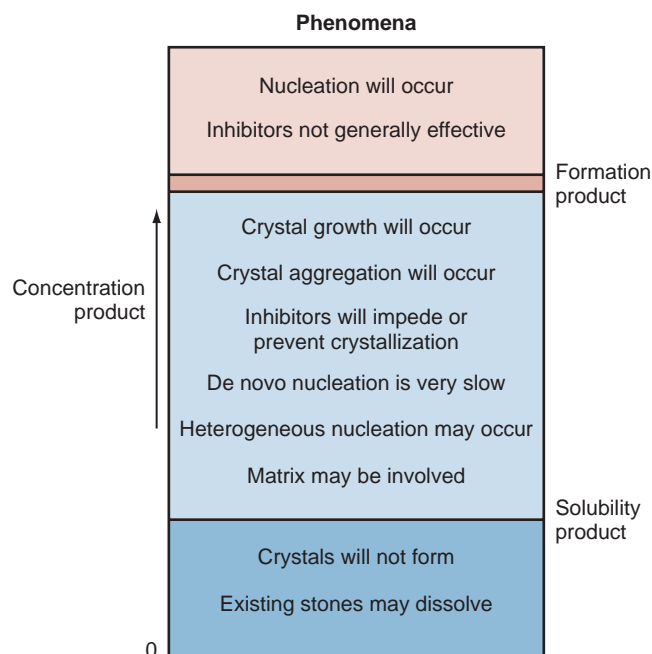 Phenomena
Nucleation will occur
Inhibitors not generally effective
Formation
product
Crystal growth will occur
Crystal aggregation will occur
Concentration
product
Inhibitors will impede or
prevent crystallization
De novo nucleation is very slow
Heterogeneous nucleation may occur
Matrix may be involved
Solubility
product
Crystals will not form
Existing stones may dissolve
0